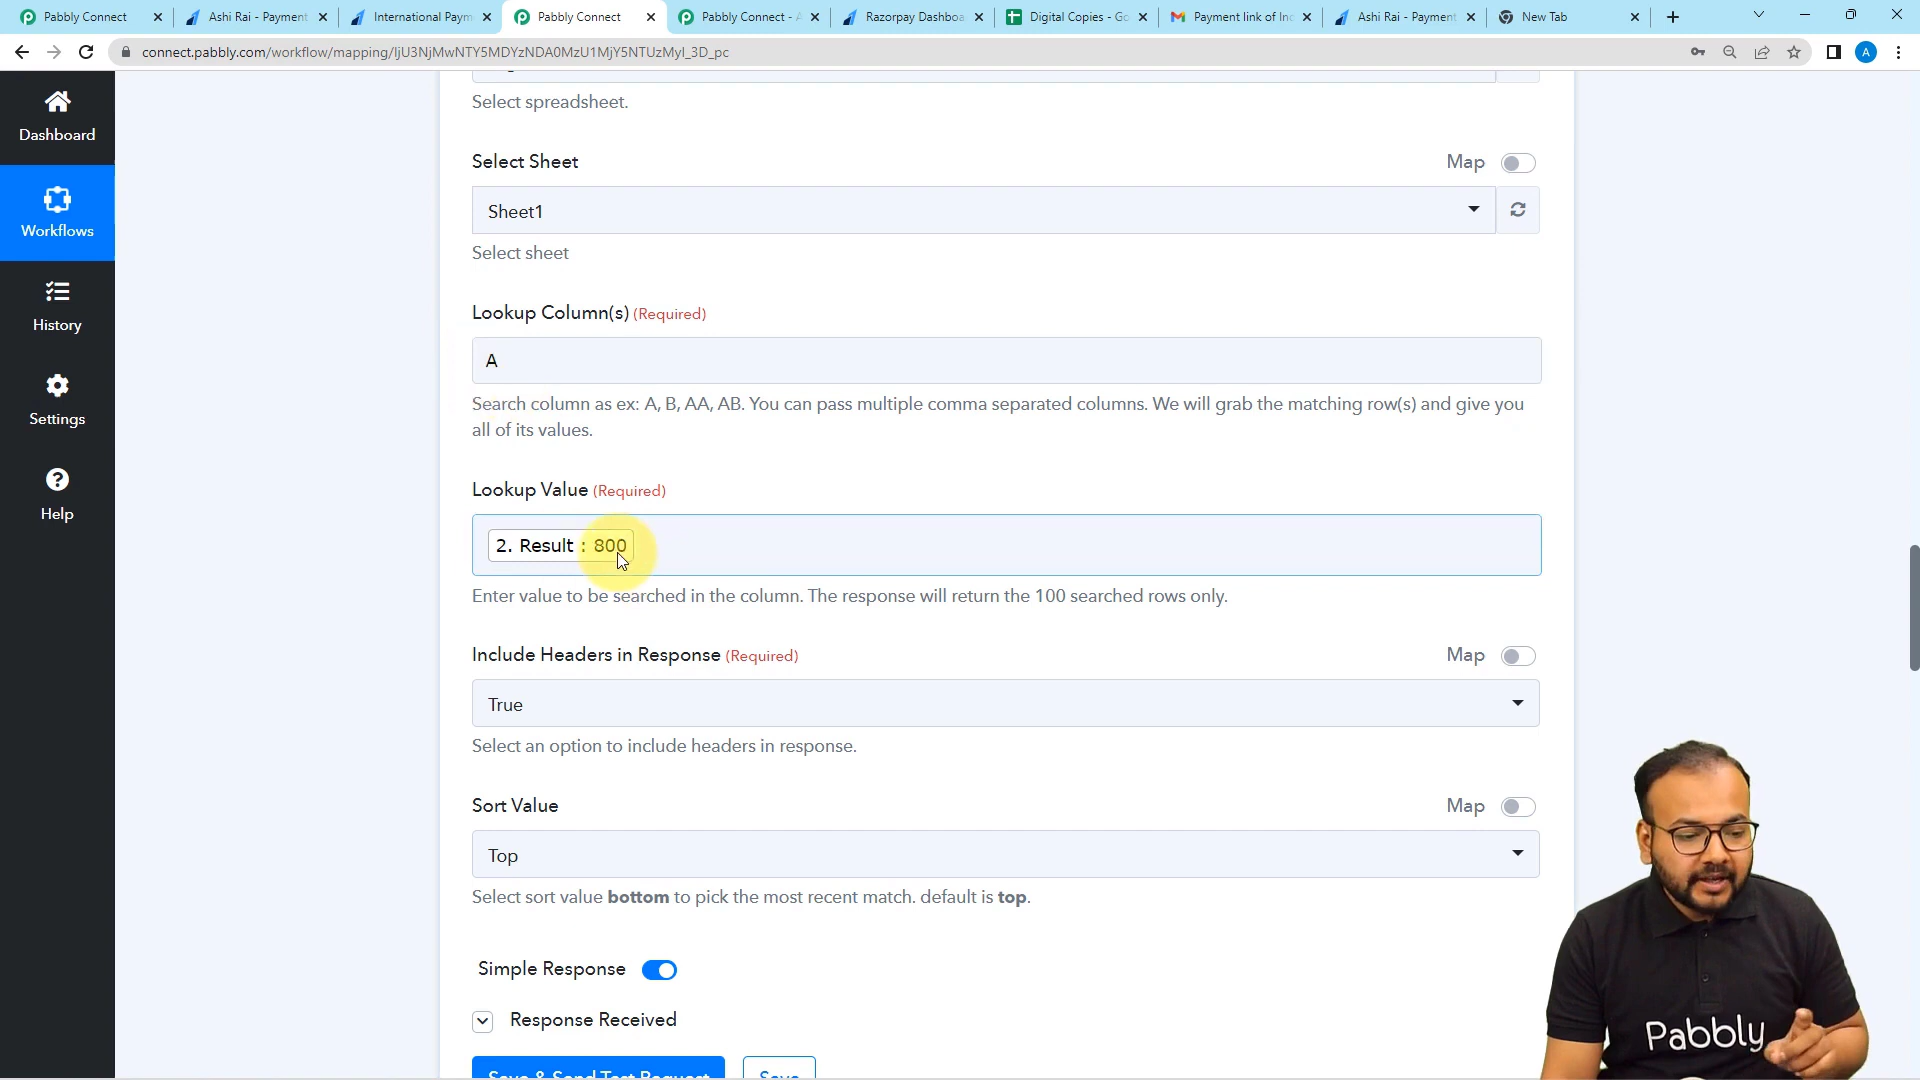 Pabbly Connect
Ashi Rai - Payment
International Paym
Pabbly Connect
Pabbly Connect - A
Razorpay Dashboa
Digital Copies - Go
Payment link of Inc
Ashi Rai - Payment
New Tab
connect.pabbly.com/workflow/mapping/IjU3NjMwNTY5MDYzNDA0MzU1MjY5NTUzMyI_3D_pc
A
Dashboard
Workflows
History
Settings
Help
Select spreadsheet.
Select Sheet
Map
Sheet1
Select sheet
Lookup Column(s) (Required)
A
Search column as ex: A, B, AA, AB. You can pass multiple comma separated columns. We will grab the matching row(s) and give you
all of its values.
Lookup Value (Required)
2. Result : 800
Enter value to be searched in the column. The response will return the 100 searched rows only.
Include Headers in Response (Required)
Map
True
Select an option to include headers in response.
Sort Value
Map
Top
Select sort value bottom to pick the most recent match. default is top.
Simple Response
Response Received
Save & Send Test Request
Save
Pabbly